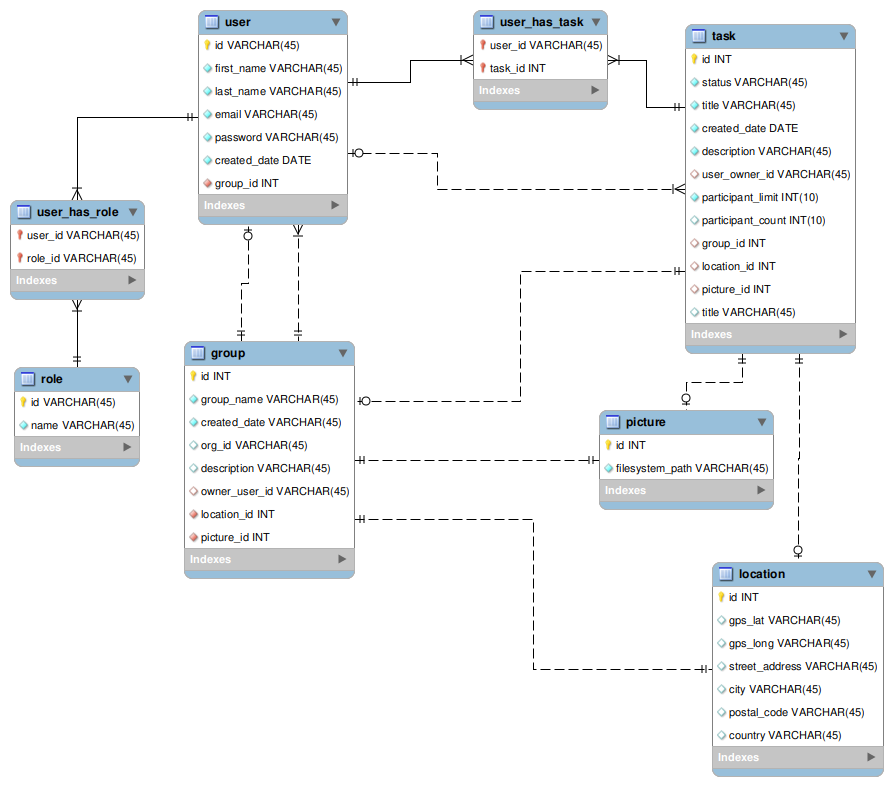 user
id VARCHAR(45)
first_name VARCHAR(45)
last_name VARCHAR(45)
email VARCHAR(45)
password VARCHAR(45)
created_date DATE
group_id INT
Indexes
user_has_task
user_id VARCHAR(45)
task_id INT
Indexes
task
id INT
status VARCHAR(45)
title VARCHAR(45)
created_date DATE
description VARCHAR(45)
user_owner_id VARCHAR(45)
participant_limit INT(10)
participant_count INT(10)
group_id INT
location_id INT
picture_id INT
title VARCHAR(45)
Indexes
user_has_role
user_id VARCHAR(45)
role_id VARCHAR(45)
Indexes
role
id VARCHAR(45)
name VARCHAR(45)
Indexes
group
id INT
group_name VARCHAR(45)
created_date VARCHAR(45)
org_id VARCHAR(45)
description VARCHAR(45)
owner_user_id VARCHAR(45)
location_id INT
picture_id INT
Indexes
picture
id INT
filesystem_path VARCHAR(45)
Indexes
location
id INT
gps_lat VARCHAR(45)
gps_long VARCHAR(45)
street_address VARCHAR(45)
city VARCHAR(45)
postal_code VARCHAR(45)
country VARCHAR(45)
Indexes